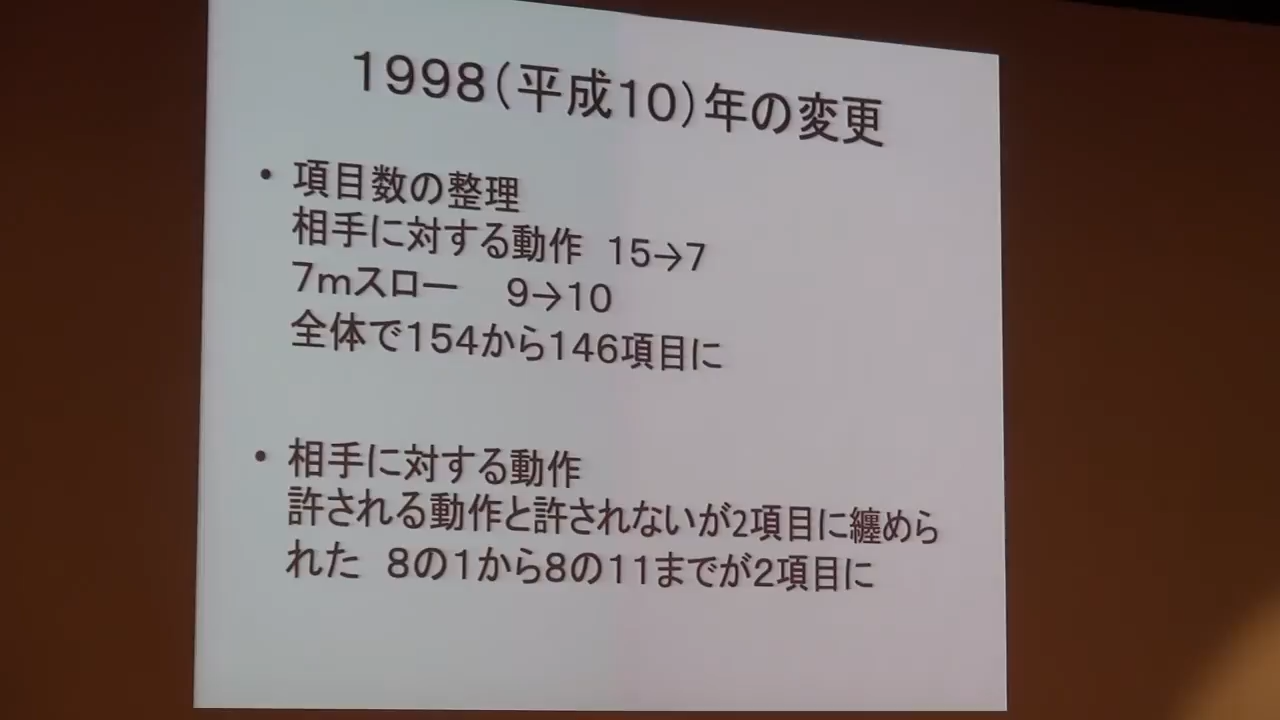 1998(平成10)年の変更
• 項目数の整理
相手に対する動作 15→7
7mスロー 9→10
全体で154から146項目に
• 相手に対する動作
許される動作と許されないが2項目に纏めら
れた 8の1から8の11までが2項目に